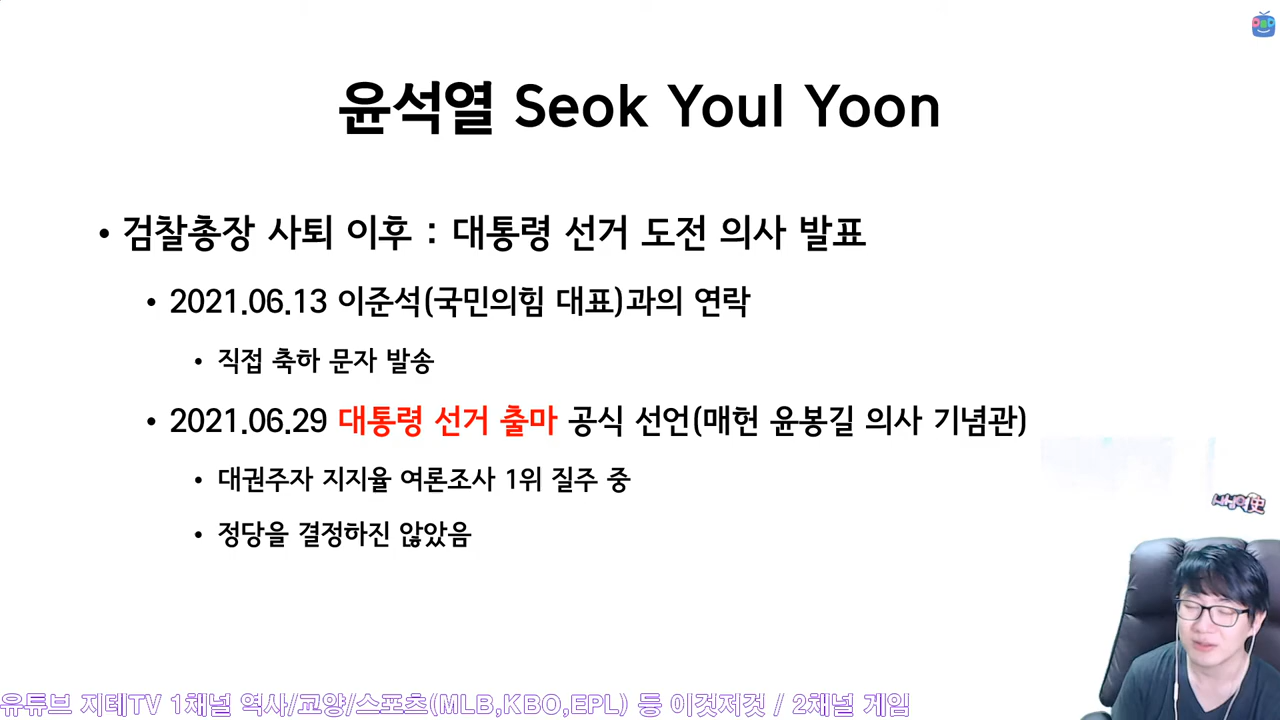 윤석열 Seok Youl Yoon
• 검찰총장 사퇴 이후 : 대통령 선거 도전 의사 발표
• 2021.06.13 이준석(국민의힘 대표)과의 연락
• 직접 축하 문자 발송
• 2021.06.29 대통령 선거 출마 공식 선언(매헌 윤봉길 의사 기념관)
• 대권주자 지지율 여론조사 1위 질주 중
• 정당을 결정하진 않았음
유튜브 지테TV 1채널 역사/교양/스포츠(MLB,KBO,EPL) 등 이것저것 / 2채널 게임